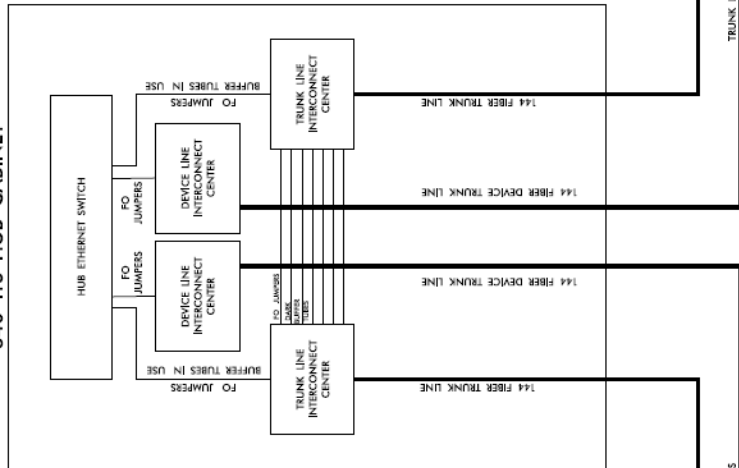 TRUNK LINE
INTERCONNECT
CENTER
BUFFER TUBES IN USE
FO JUMPERS
144 FIBER TRUNK LINE
HUB ETHERNET SWITCH
FO
JUMPERS
DEVICE LINE
INTERCONNECT
CENTER
144 FIBER DEVICE TRUNK LINE
FO
JUMPERS
DEVICE LINE
INTERCONNECT
CENTER
144 FIBER DEVICE TRUNK LINE
FO JUMPERS
DARK
BUFFER
TUBES
BUFFER TUBES IN USE
FO JUMPERS
TRUNK LINE
INTERCONNECT
CENTER
144 FIBER TRUNK LINE
TRUNK